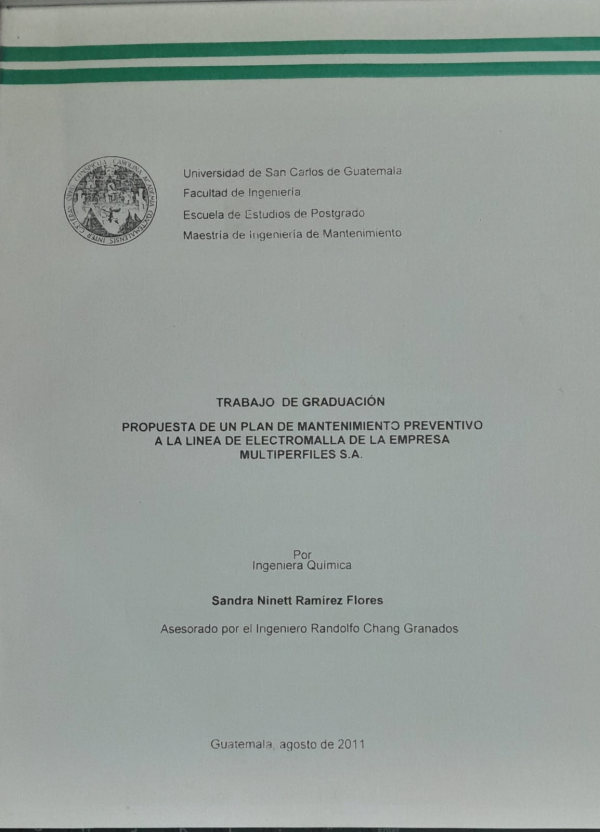 Universidad de San Carlos de Guatemala
Facultad de Ingeniería
Escuela de Estudios de Postgrado
Maestría de Ingeniería de Mantenimiento
TRABAJO DE GRADUACIÓN
PROPUESTA DE UN PLAN DE MANTENIMIENTO PREVENTIVO
A LA LINEA DE ELECTROMALLA DE LA EMPRESA
MULTIPERFILES S.A.
Por
Ingeniera Química
Sandra Ninett Ramírez Flores
Asesorado por el Ingeniero Randolfo Chang Granados
Guatemala, agosto de 2011